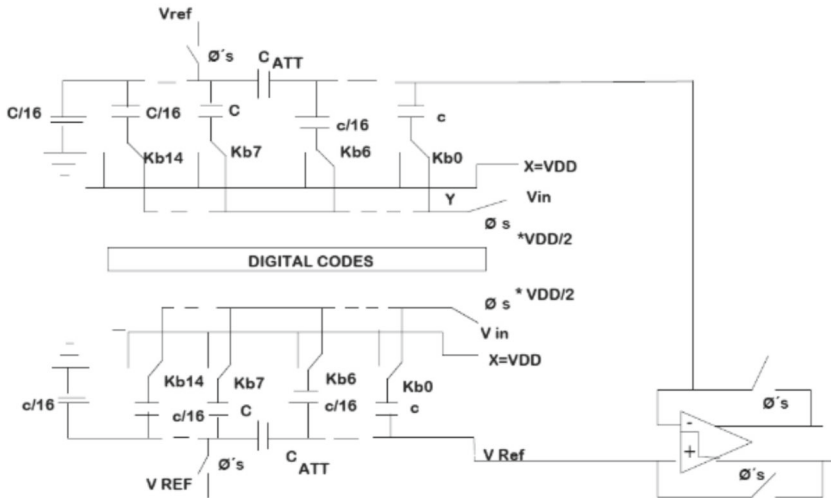 Vref
Ø´s
C ATT
C/16
C/16
C
c/16
c
Kb14
Kb7
Kb6
Kb0
X=VDD
Y
Vin
Ø s
*VDD/2
DIGITAL CODES
Ø s * VDD/2
V in
X=VDD
Kb14
Kb7
Kb6
Kb0
c/16
c/16
C
c/16
c
Ø´s
C ATT
V REF
V Ref
Ø´s
-
+
Ø´s